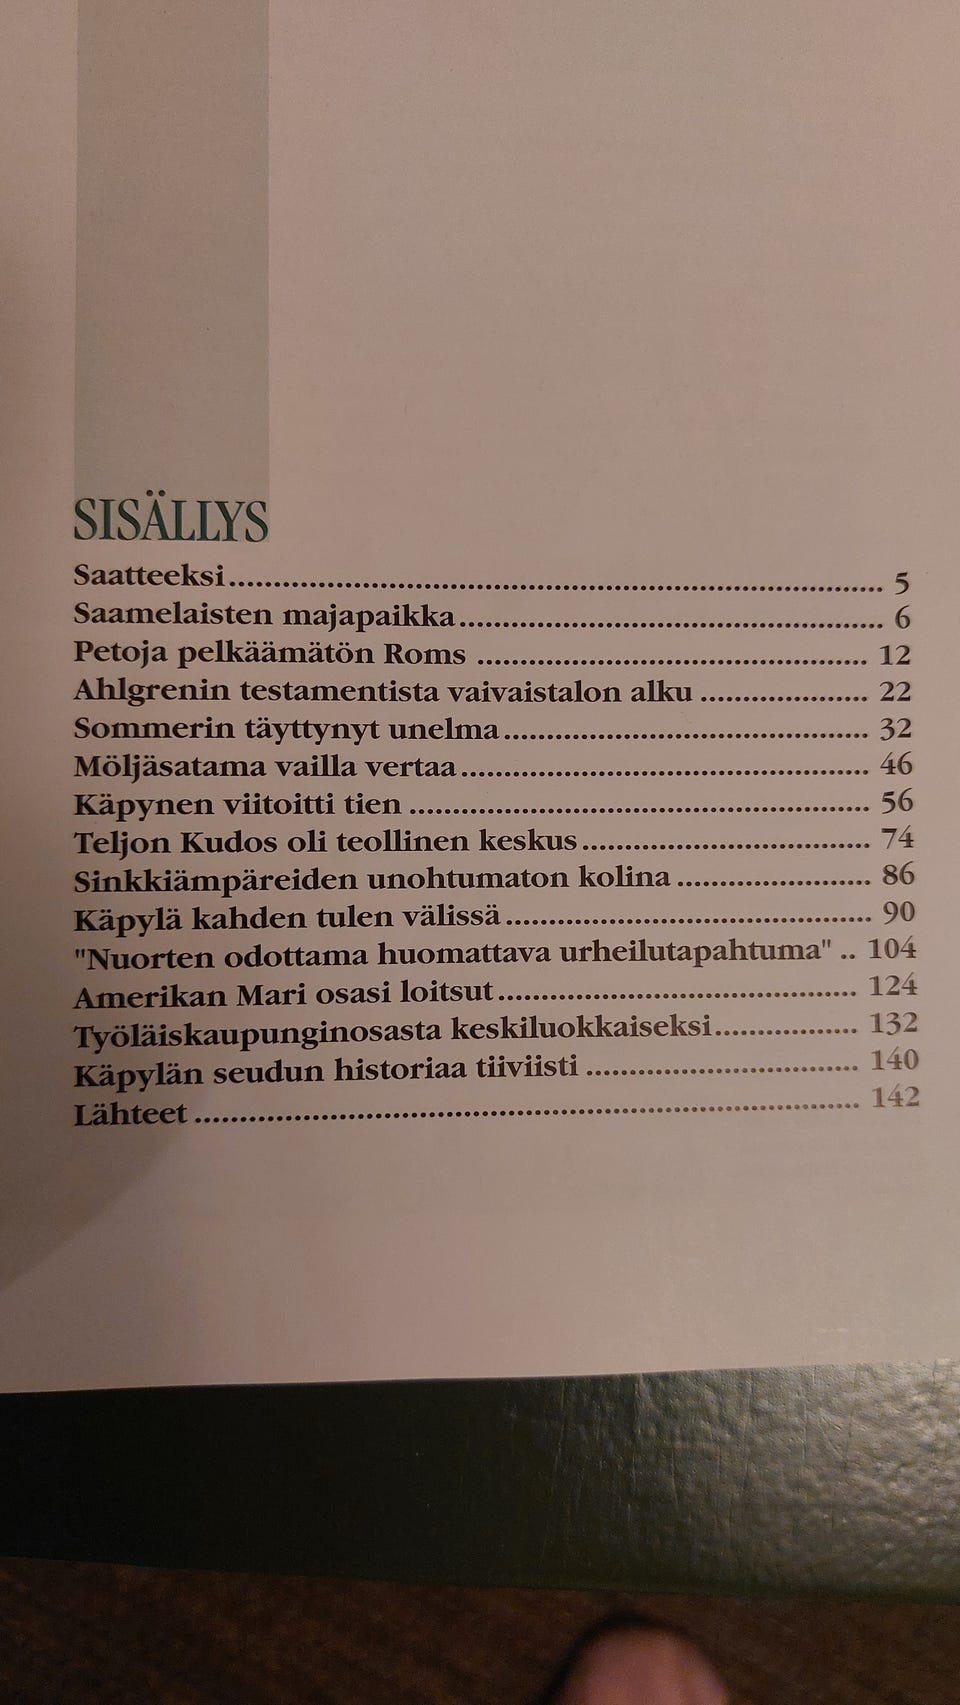 SISÄLLYS
Saatteeksi........................................................................... 5
Saamelaisten majapaikka................................................ 6
Petoja pelkäämätön Roms ............................................ 12
Ahlgrenin testamentista vaivaistalon alku ................... 22
Sommerin täyttynyt unelma.......................................... 32
Möljäsatama vailla vertaa............................................... 46
Käpynen viitoitti tien ..................................................... 56
Teljon Kudos oli teollinen keskus................................. 74
Sinkkiämpäreiden unohtumaton kolina...................... 86
Käpylä kahden tulen välissä.......................................... 90
"Nuorten odottama huomattava urheilutapahtuma" .. 104
Amerikan Mari osasi loitsut......................................... 124
Työläiskaupunginosasta keskiluokkaiseksi................ 132
Käpylän seudun historiaa tiiviisti ............................... 140
Lähteet ........................................................................... 142